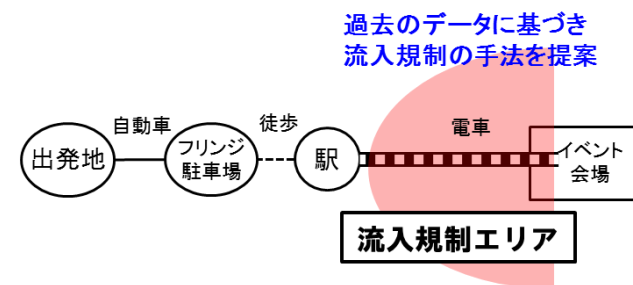 過去のデータに基づき
流入規制の手法を提案
自動車
徒歩
電車
出発地
フリンジ
駐車場
駅
イベント
会場
流入規制エリア